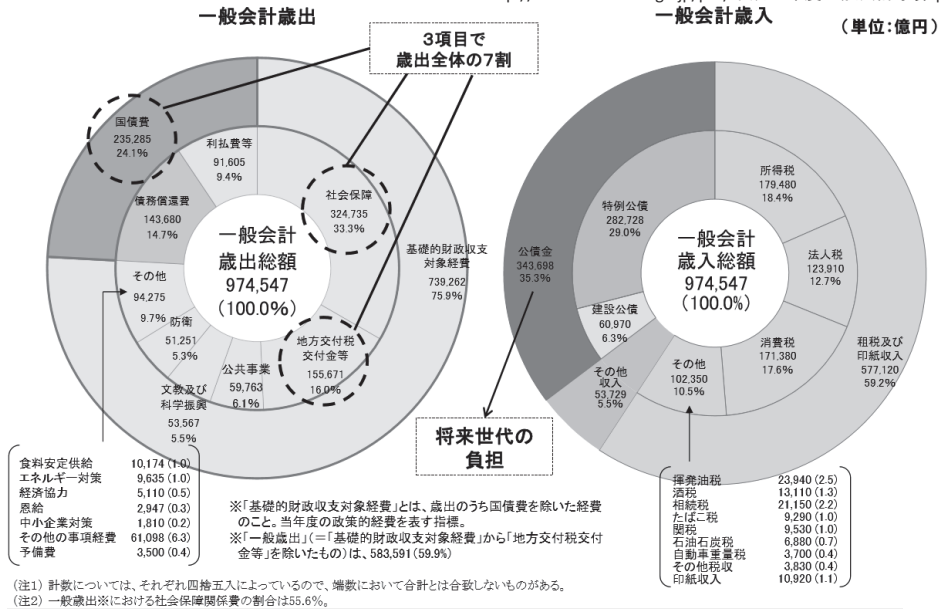 一般会計歳出
一般会計歳入
（単位：億円）
３項目で
歳出全体の７割
国債費
235,285
24.1%
利払費等
91,605
9.4%
債務償還費
143,680
14.7%
社会保障
324,735
33.3%
一般会計
歳出総額
974,547
（100.0%）
基礎的財政収支
対象経費
739,262
75.9%
その他
94,275
9.7%
防衛
51,251
5.3%
文教及び
科学振興
53,567
5.5%
公共事業
59,763
6.1%
地方交付税
交付金等
155,671
16.0%
食料安定供給 10,174 (1.0)
エネルギー対策 9,635 (1.0)
経済協力 5,110 (0.5)
恩給 2,947 (0.3)
中小企業対策 1,810 (0.2)
その他の事項経費 61,098 (6.3)
予備費 3,500 (0.4)
所得税
179,480
18.4%
特例公債
282,728
29.0%
公債金
343,698
35.3%
一般会計
歳入総額
974,547
（100.0%）
法人税
123,910
12.7%
建設公債
60,970
6.3%
消費税
171,380
17.6%
その他
収入
53,729
5.5%
その他
102,350
10.5%
租税及び
印紙収入
577,120
59.2%
将来世代の
負担
揮発油税 23,940 (2.5)
酒税 13,110 (1.3)
相続税 21,150 (2.2)
たばこ税 9,290 (1.0)
関税 9,530 (1.0)
石油石炭税 6,880 (0.7)
自動車重量税 3,700 (0.4)
その他税収 3,830 (0.4)
印紙収入 10,920 (1.1)
※「基礎的財政収支対象経費」とは、歳出のうち国債費を除いた経費
のこと。当年度の政策的経費を表す指標。
※「一般歳出」（＝「基礎的財政収支対象経費」から「地方交付税交付
金等」を除いたもの）は、583,591（59.9%）
（注1） 計数については、それぞれ四捨五入によっているので、端数において合計とは合致しないものがある。
（注2） 一般歳出※における社会保障関係費の割合は55.6%。